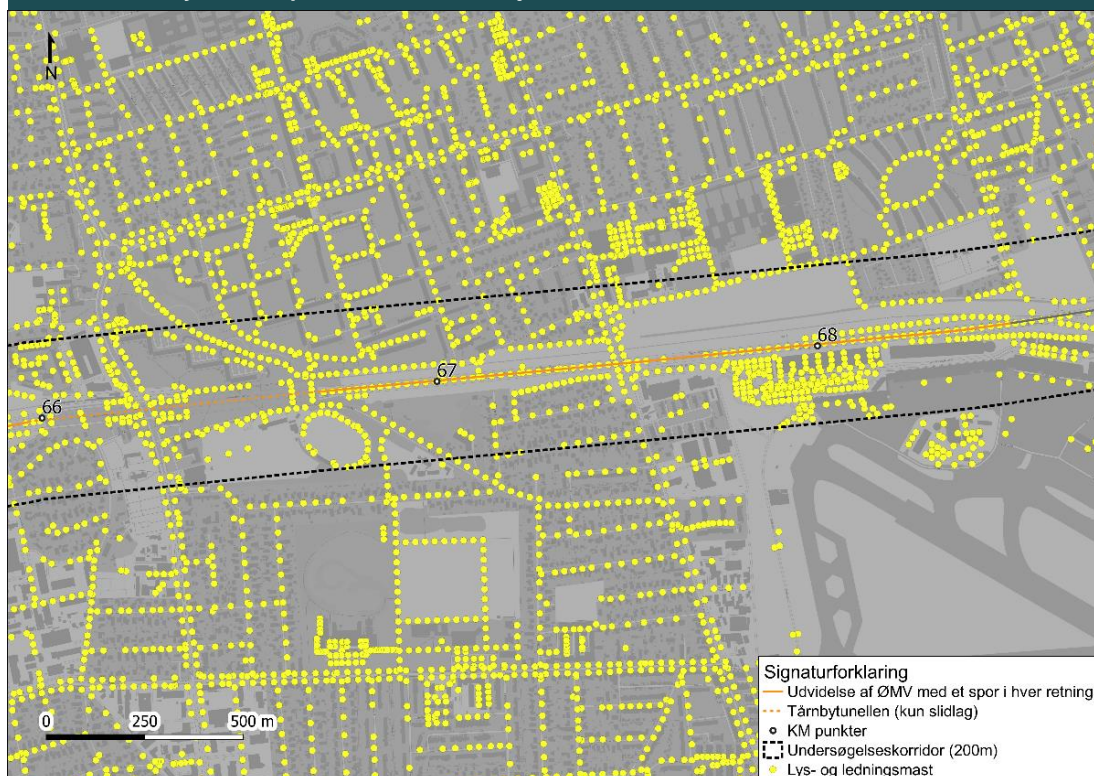 N
67
68
66
0 250 500 m
Signaturforklaring
Udvidelse af ØMV med et spor i hver retning
Tårnbytunellen (kun slidlag)
KM punkter
Undersøgelseskorridor (200m)
Lys- og ledningsmast